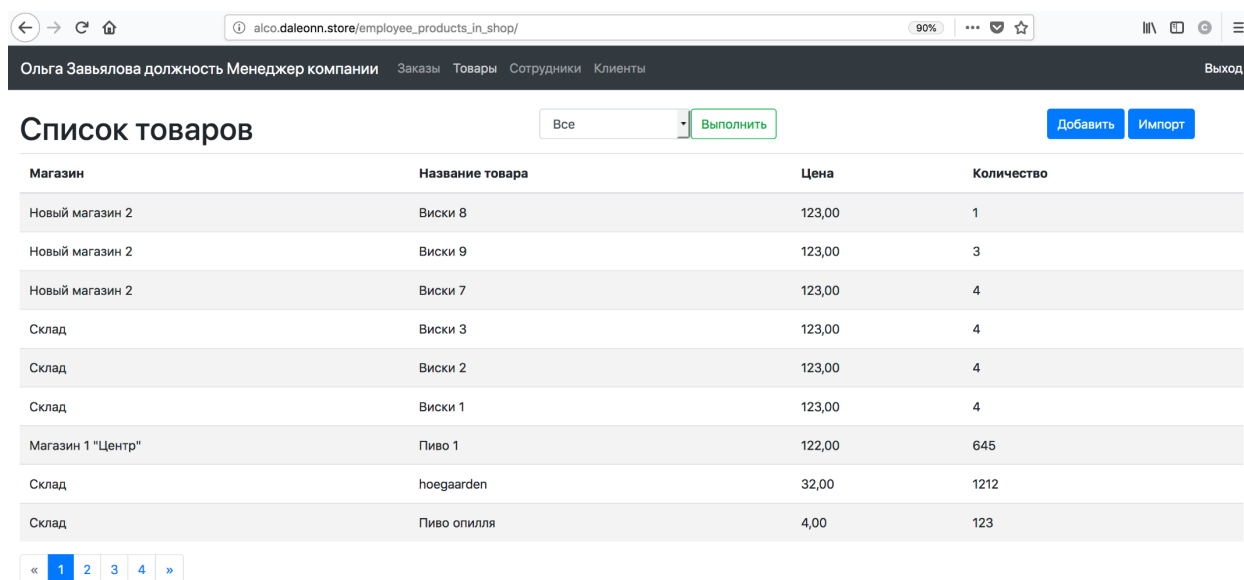 alco.daleonn.store/employee_products_in_shop/ 90%
Ольга Завьялова должность Менеджер компании Заказы Товары Сотрудники Клиенты Выход
Список товаров Все Выполнить Добавить Импорт
Магазин Название товара Цена Количество
Новый магазин 2 Виски 8 123,00 1
Новый магазин 2 Виски 9 123,00 3
Новый магазин 2 Виски 7 123,00 4
Склад Виски 3 123,00 4
Склад Виски 2 123,00 4
Склад Виски 1 123,00 4
Магазин 1 "Центр" Пиво 1 122,00 645
Склад hoegaarden 32,00 1212
Склад Пиво опилля 4,00 123
« 1 2 3 4 »